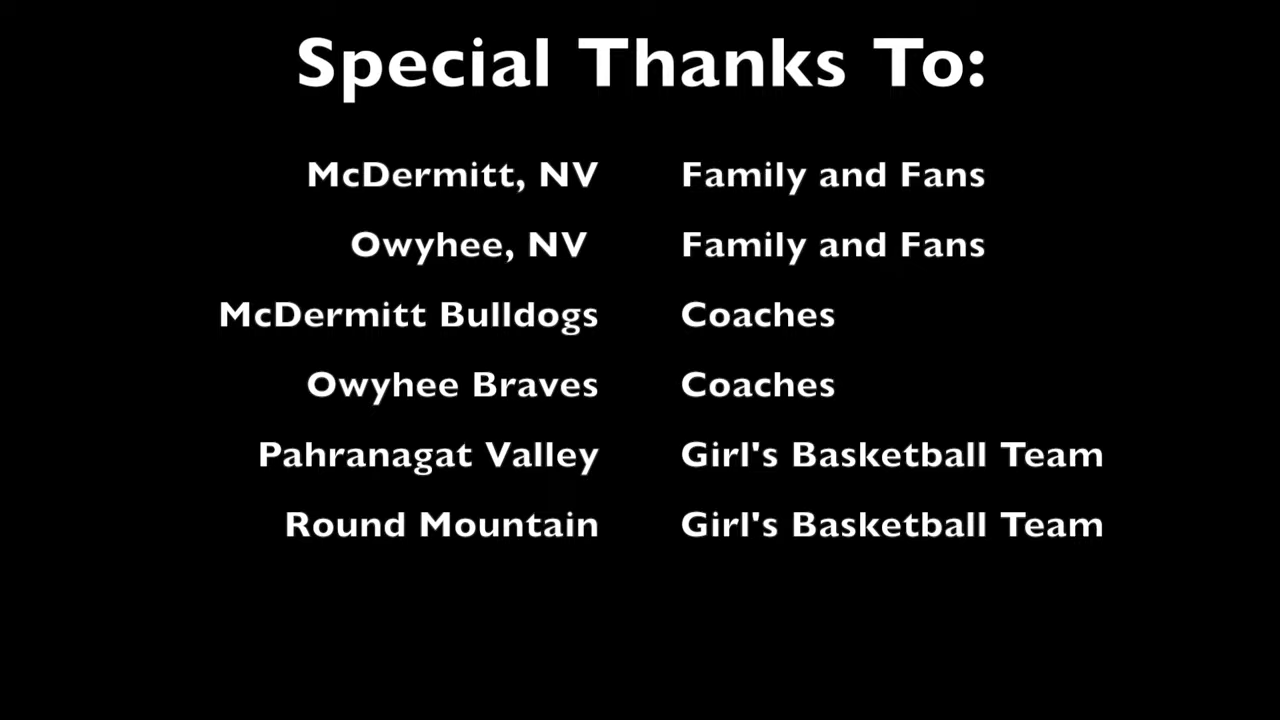 Special Thanks To:
McDermitt, NV Family and Fans
Owyhee, NV Family and Fans
McDermitt Bulldogs Coaches
Owyhee Braves Coaches
Pahranagat Valley Girl's Basketball Team
Round Mountain Girl's Basketball Team